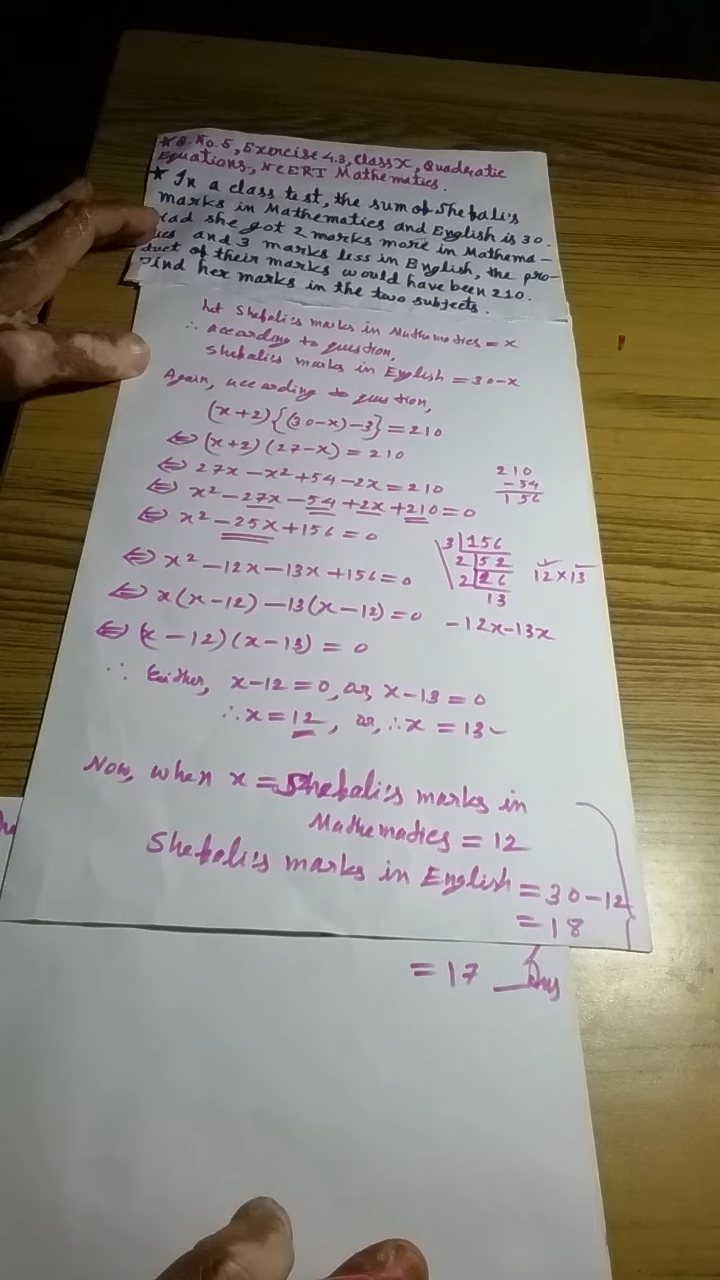 * Q. No. 5, Exercise 4.3, Class X, Quadratic
Equations, NCERT Mathematics.
* In a class test, the sum of Shefali's
marks in Mathematics and English is 30.
Had she got 2 marks more in Mathema-
tics and 3 marks less in English, the pro-
duct of their marks would have been 210.
Find her marks in the two subjects.
Let Shefali's marks in Mathematics = x
∴ according to question,
Shefali's marks in English = 30-x
Again, according to question,
(x+2){(30-x)-3} = 210
⇔ (x+2)(27-x) = 210
⇔ 27x-x²+54-2x = 210
⇔ x²-27x-54+2x+210 = 0
⇔ x²-25x+156 = 0
210
-54
156
3|156
2|52
2|26
13
12x13
⇔ x²-12x-13x+156=0
⇔ x(x-12)-13(x-12)=0
-12x-13x
⇔ (x-12)(x-13) = 0
∴ Either, x-12=0, or, x-13=0
∴ x = 12, or, ∴ x = 13
Now, when x = Shefali's marks in
Mathematics = 12
Shefali's marks in English = 30-12
= 18
= 17 Ans